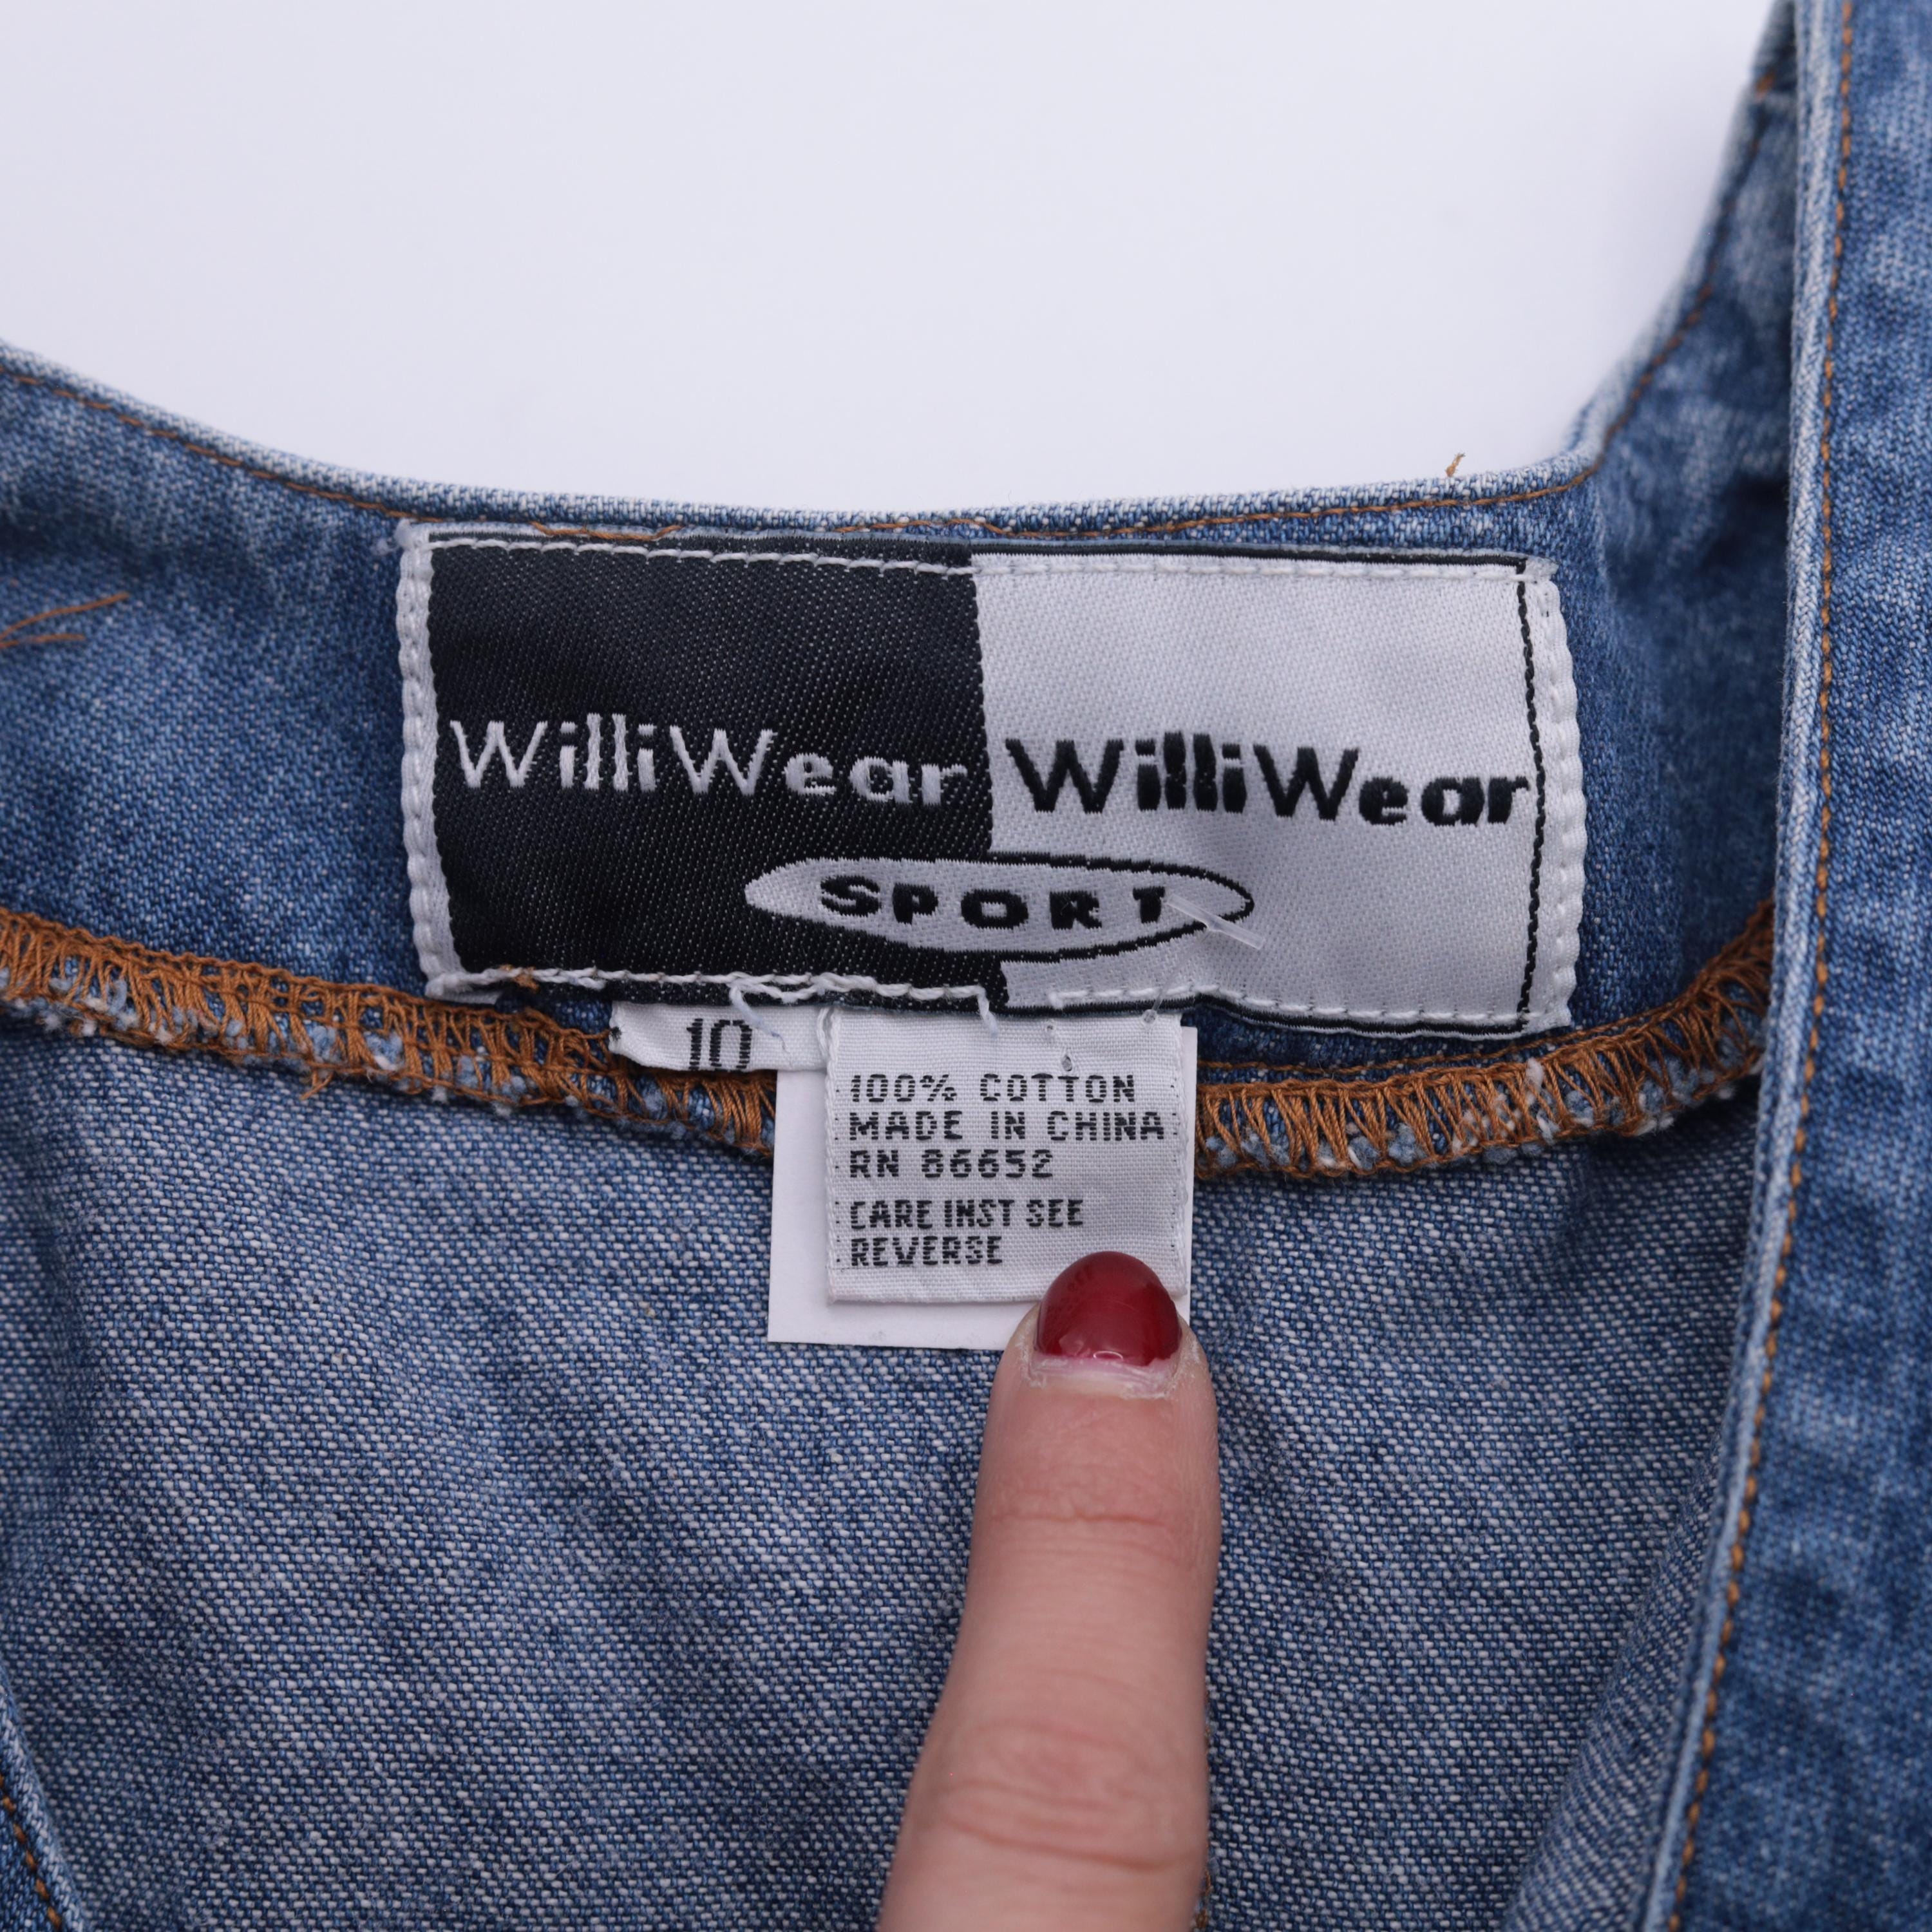 WilliWear WilliWear
SPORT
10
100% COTTON
MADE IN CHINA
RN 86652
CARE INST SEE
REVERSE